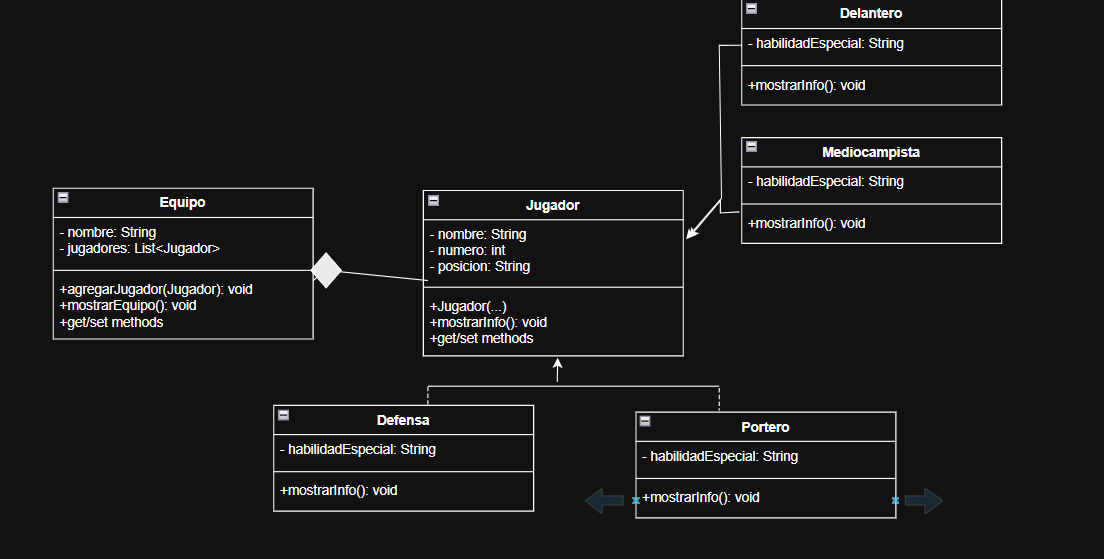 Delantero
- habilidadEspecial: String
+mostrarInfo(): void
Mediocampista
- habilidadEspecial: String
+mostrarInfo(): void
Equipo
- nombre: String
- jugadores: List<Jugador>
+agregarJugador(Jugador): void
+mostrarEquipo(): void
+get/set methods
Jugador
- nombre: String
- numero: int
- posicion: String
+Jugador(...)
+mostrarInfo(): void
+get/set methods
Defensa
- habilidadEspecial: String
+mostrarInfo(): void
Portero
- habilidadEspecial: String
+mostrarInfo(): void